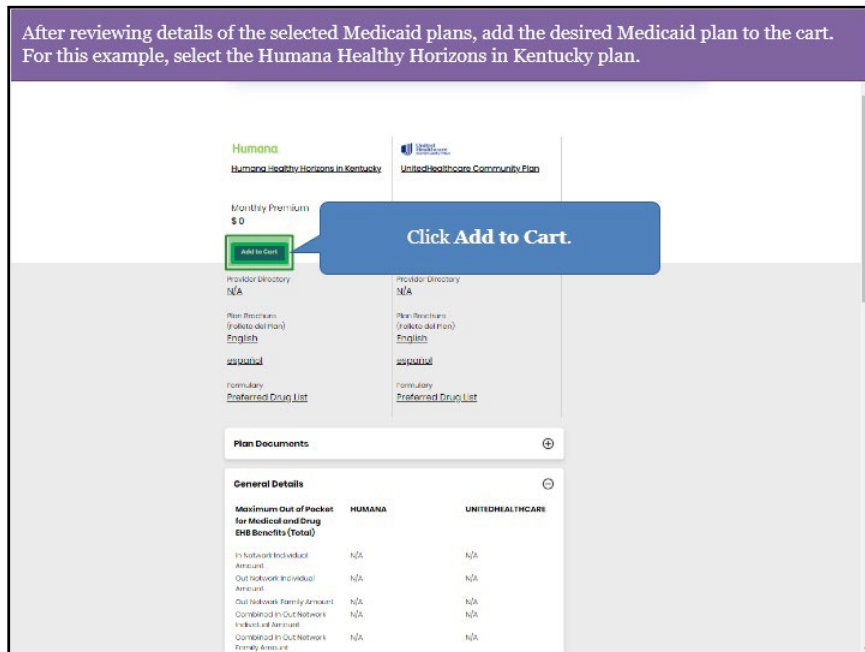 After reviewing details of the selected Medicaid plans, add the desired Medicaid plan to the cart.
For this example, select the Humana Healthy Horizons in Kentucky plan.
Humana
United Healthcare
Humana Healthy Horizons in Kentucky
UnitedHealthcare Community Plan
Monthly Premium
$ 0
Click Add to Cart.
Add to Cart
Provider Directory Provider Directory
N/A N/A
Plan Brochure Plan Brochure
(Folleto del Plan) (Folleto del Plan)
English English
español español
Formulary Formulary
Preferred Drug List Preferred Drug List
Plan Documents
General Details
Maximum Out of Pocket HUMANA UNITEDHEALTHCARE
for Medical and Drug
EHB Benefits (Total)
In Network Individual N/A N/A
Amount
Out Network Individual N/A N/A
Amount
Out Network Family Amount N/A N/A
Combined In Out Network N/A N/A
Individual Amount
Combined In Out Network N/A N/A
Family Amount